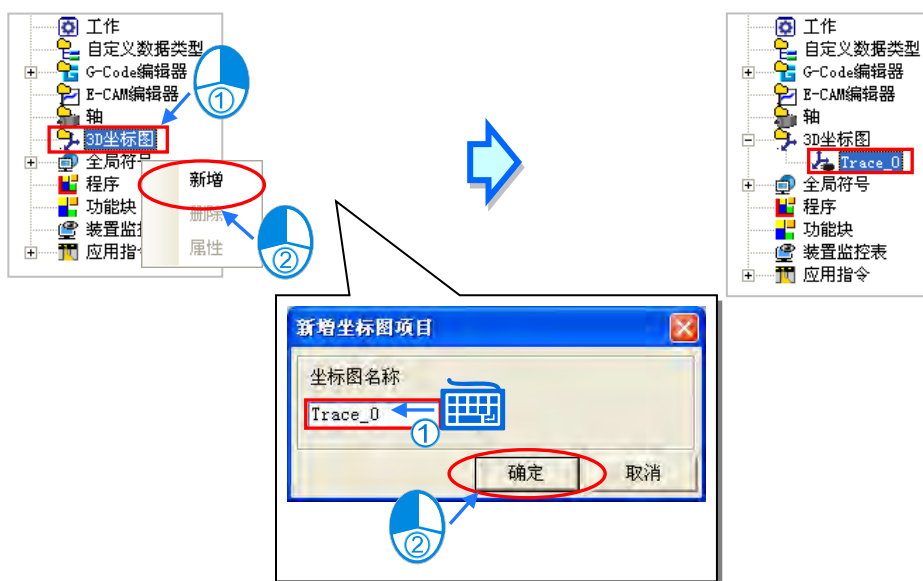 工作
自定义数据类型
G-Code编辑器
E-CAM编辑器
轴
3D坐标图
全局符号
程序
功能块
装置监
应用指
①
新增
删除
属性
②
新增坐标图项目
坐标图名称
Trace_0
①
确定
取消
②
工作
自定义数据类型
G-Code编辑器
E-CAM编辑器
轴
3D坐标图
Trace_0
全局符号
程序
功能块
装置监控表
应用指令